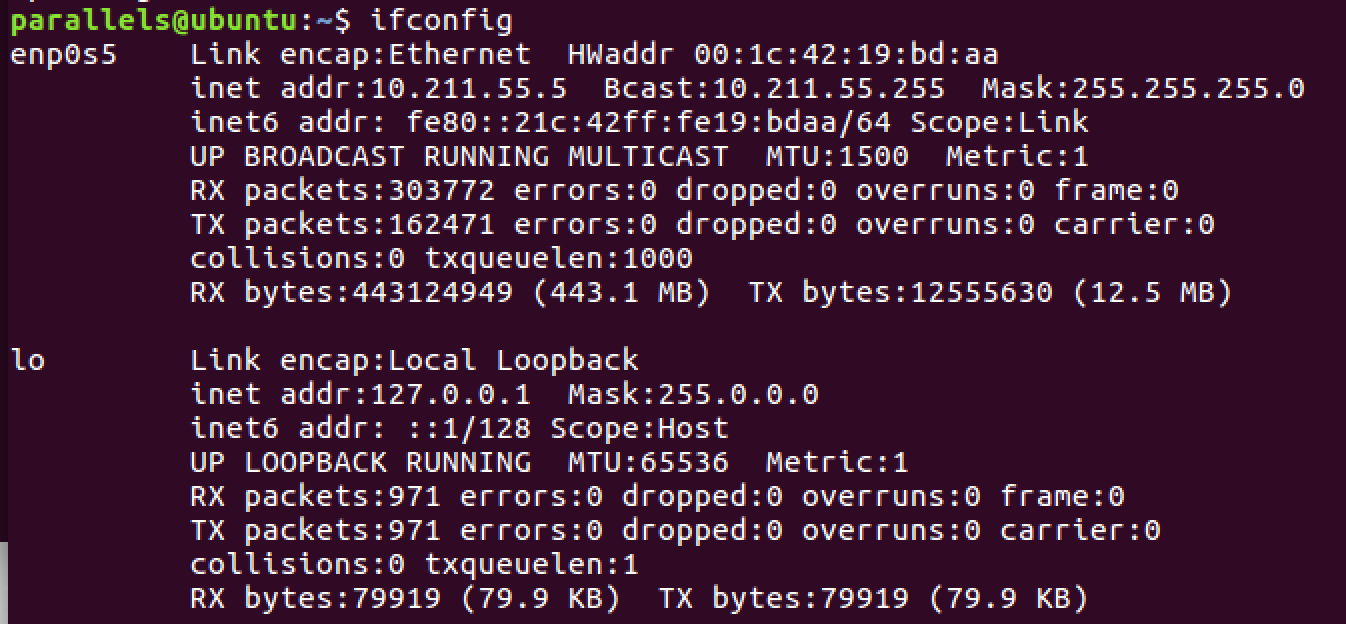 parallels@ubuntu:~$ ifconfig
enp0s5    Link encap:Ethernet  HWaddr 00:1c:42:19:bd:aa
          inet addr:10.211.55.5  Bcast:10.211.55.255  Mask:255.255.255.0
          inet6 addr: fe80::21c:42ff:fe19:bdaa/64 Scope:Link
          UP BROADCAST RUNNING MULTICAST  MTU:1500  Metric:1
          RX packets:303772 errors:0 dropped:0 overruns:0 frame:0
          TX packets:162471 errors:0 dropped:0 overruns:0 carrier:0
          collisions:0 txqueuelen:1000
          RX bytes:443124949 (443.1 MB)  TX bytes:12555630 (12.5 MB)

lo        Link encap:Local Loopback
          inet addr:127.0.0.1  Mask:255.0.0.0
          inet6 addr: ::1/128 Scope:Host
          UP LOOPBACK RUNNING  MTU:65536  Metric:1
          RX packets:971 errors:0 dropped:0 overruns:0 frame:0
          TX packets:971 errors:0 dropped:0 overruns:0 carrier:0
          collisions:0 txqueuelen:1
          RX bytes:79919 (79.9 KB)  TX bytes:79919 (79.9 KB)